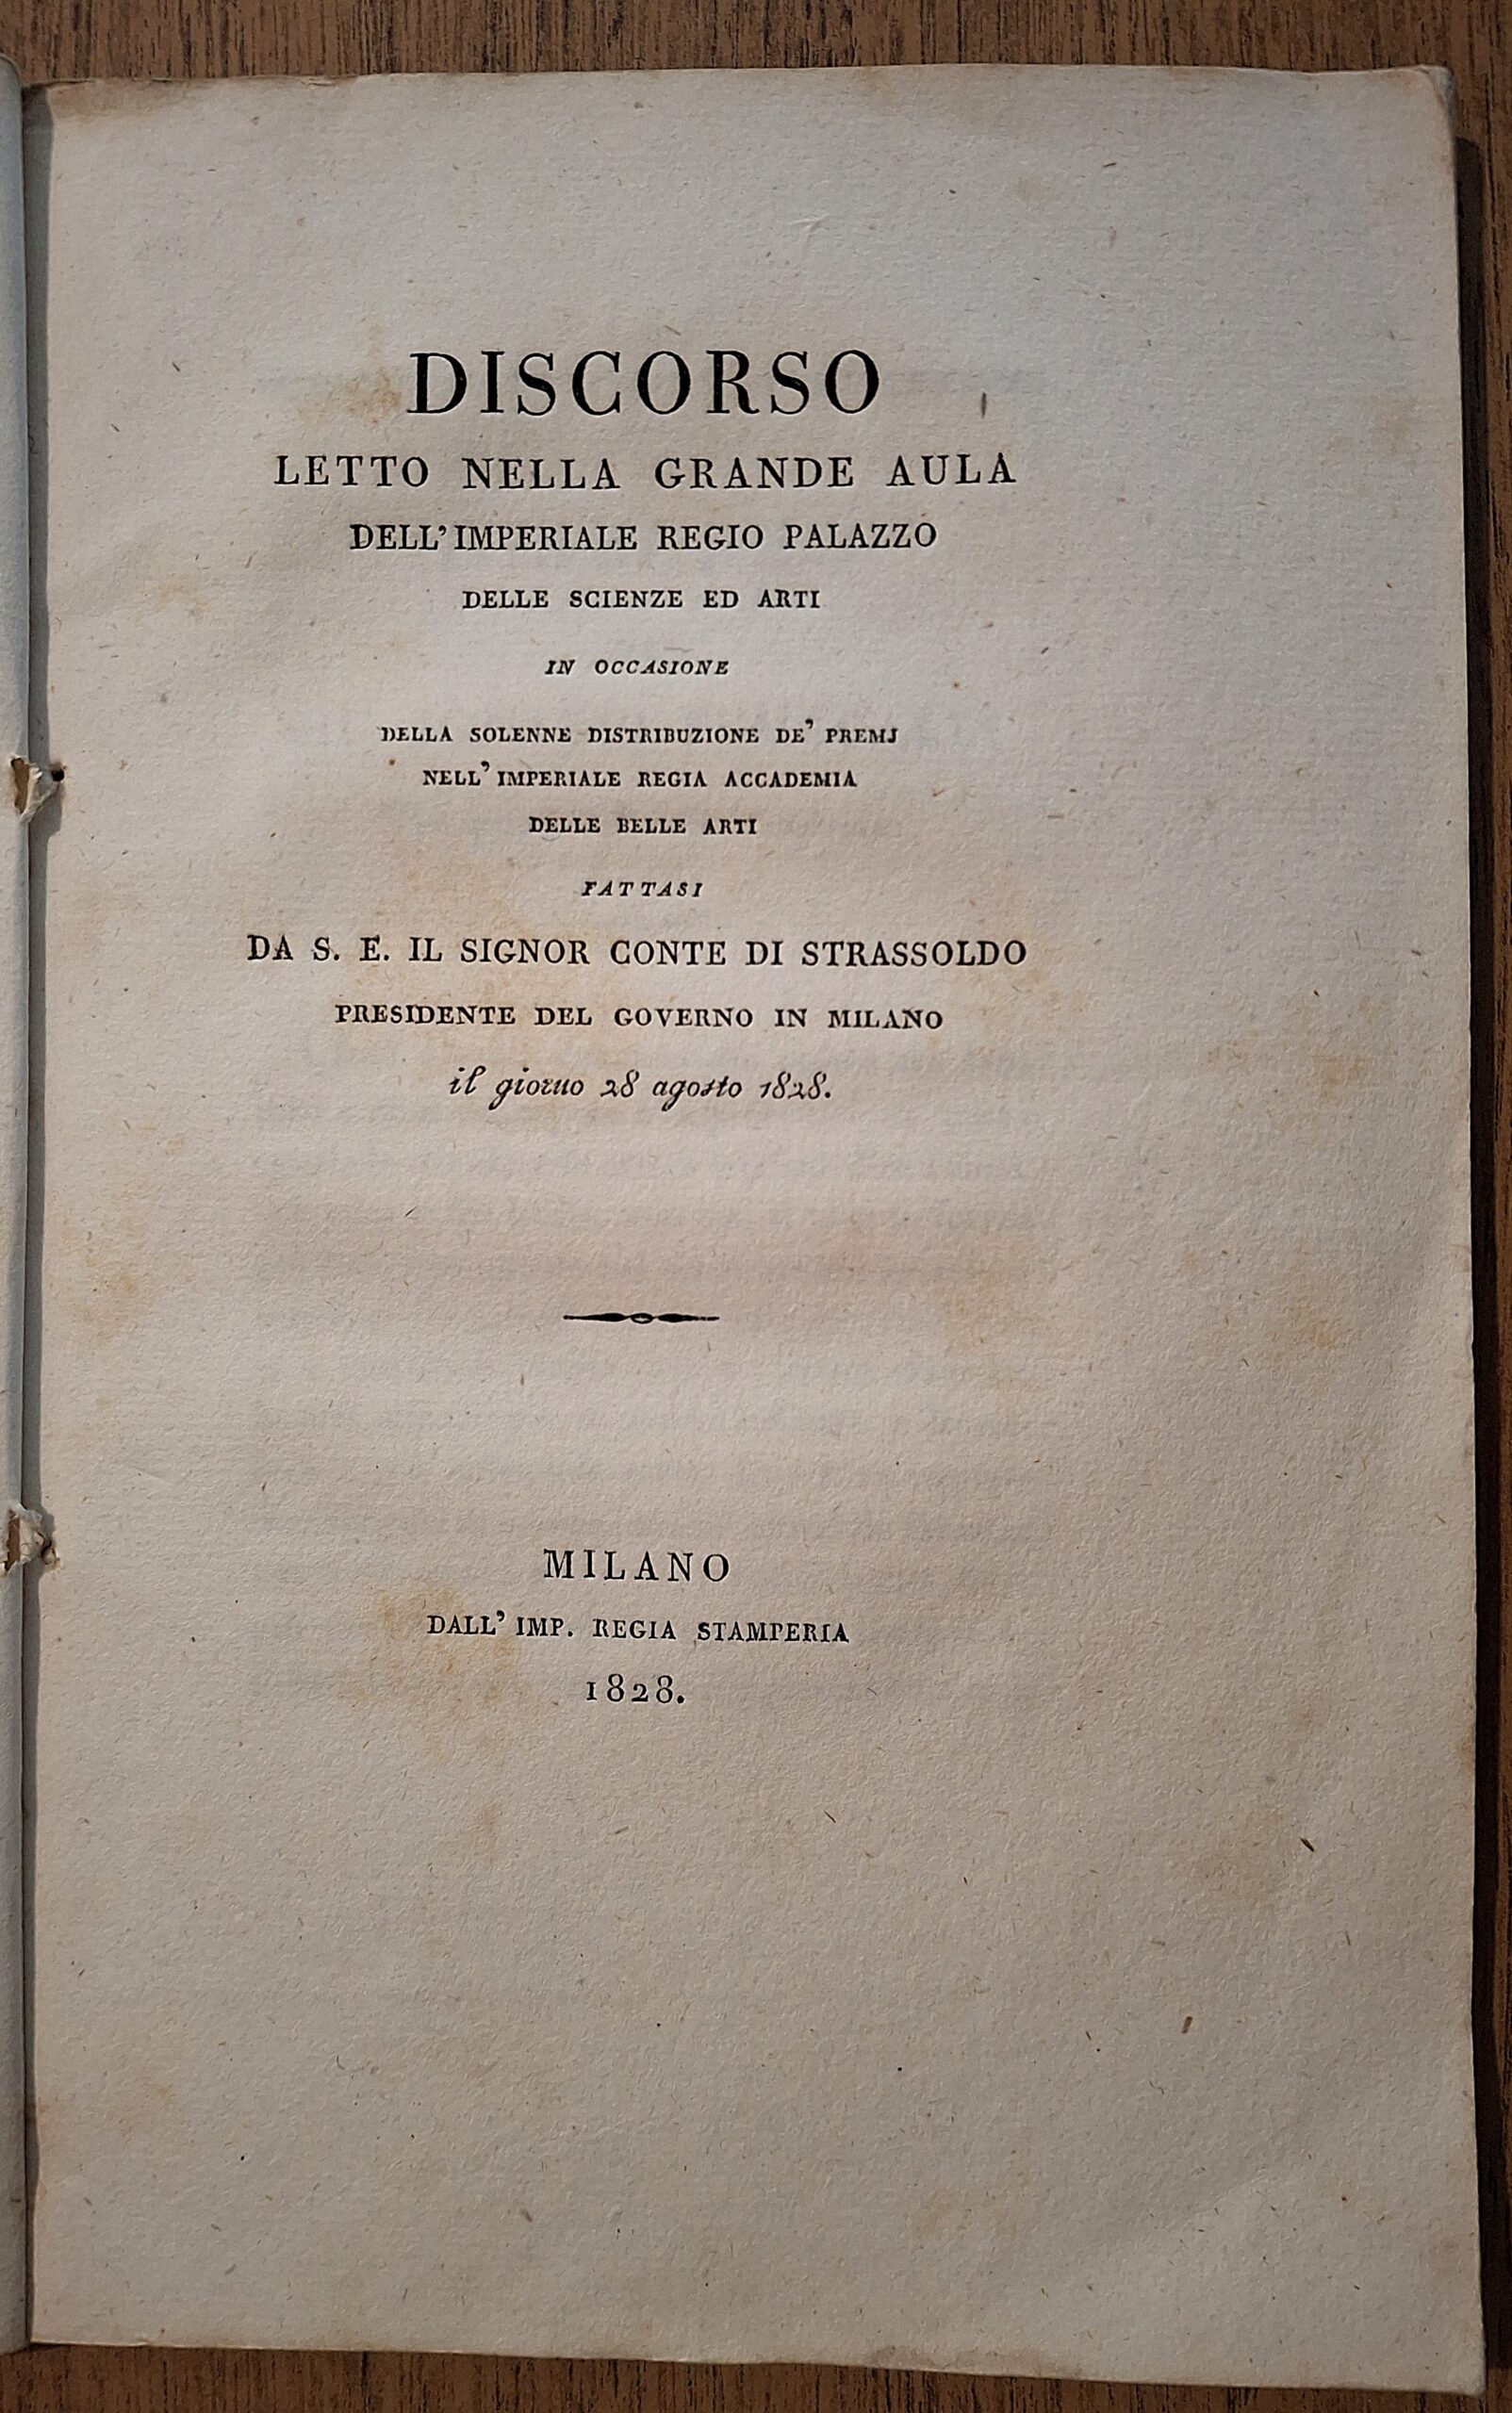 DISCORSO
LETTO NELLA GRANDE AULA
DELL' IMPERIALE REGIO PALAZZO
DELLE SCIENZE ED ARTI
IN OCCASIONE
DELLA SOLENNE DISTRIBUZIONE DE' PREMJ
NELL' IMPERIALE REGIA ACCADEMIA
DELLE BELLE ARTI
FATTASI
DA S. E. IL SIGNOR CONTE DI STRASSOLDO
PRESIDENTE DEL GOVERNO IN MILANO
il giorno 28 agosto 1828.
MILANO
DALL' IMP. REGIA STAMPERIA
1828.